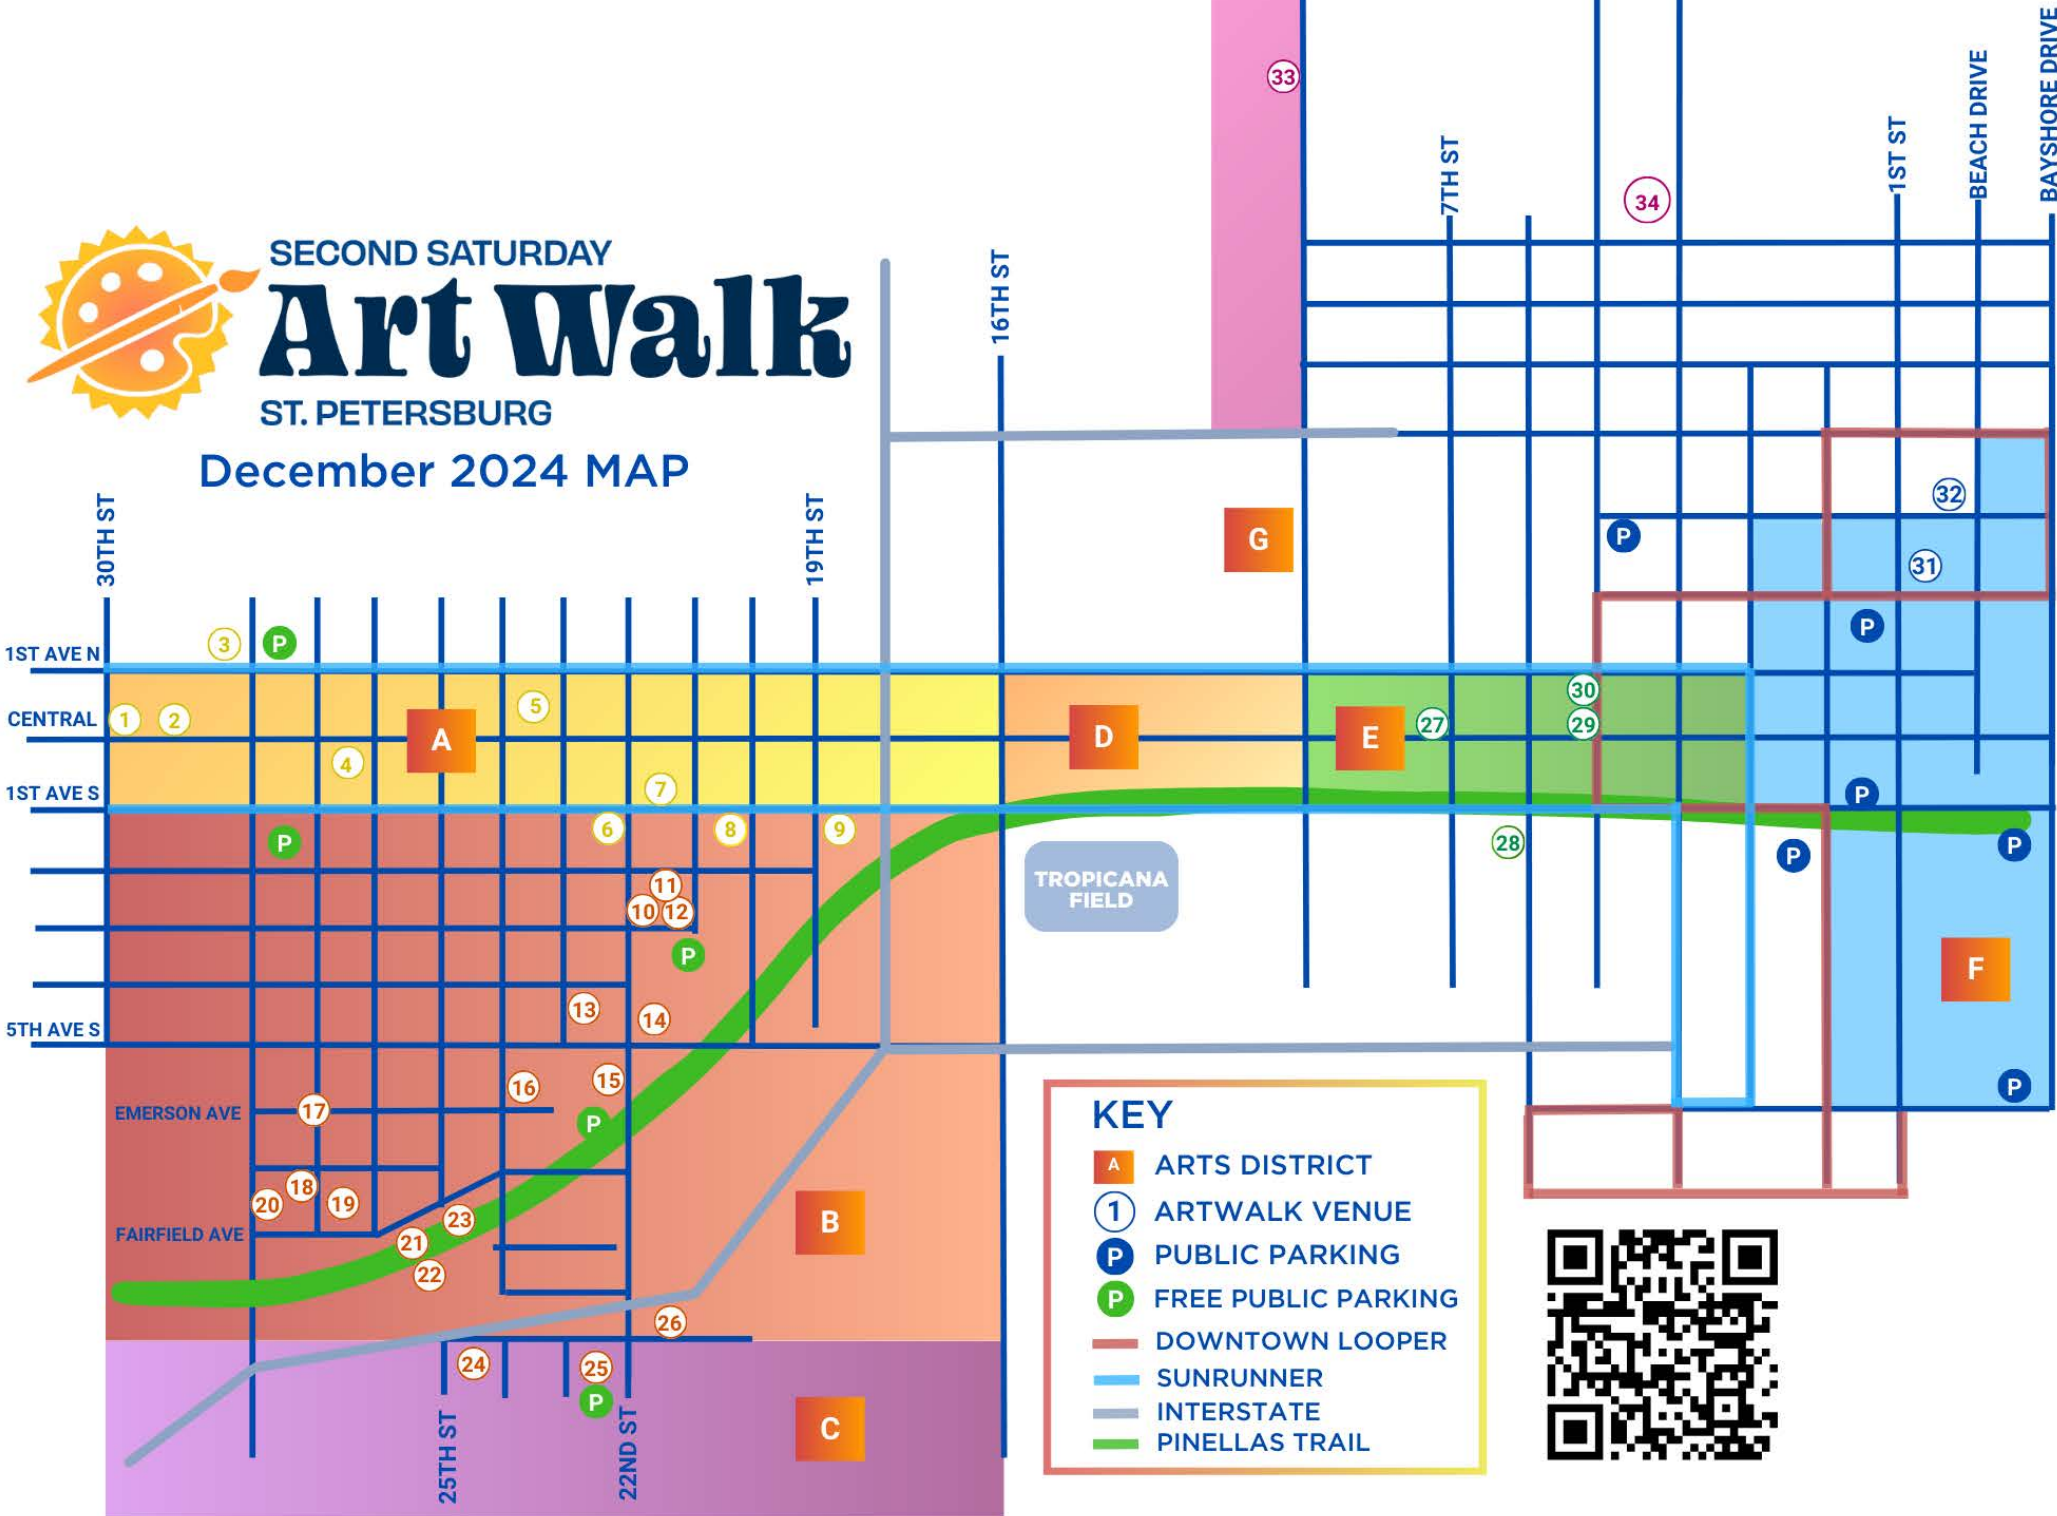 SECOND SATURDAY
Art Walk
ST. PETERSBURG
December 2024 MAP
33
34
7TH ST
1ST ST
BEACH DRIVE
BAYSHORE DRIVE
16TH ST
30TH ST
19TH ST
G
P
32
31
P
1ST AVE N
3
P
CENTRAL
1
2
A
5
4
D
E
27
30
29
1ST AVE S
7
P
6
8
9
28
P
P
P
TROPICANA
FIELD
11
10
12
P
F
13
14
5TH AVE S
15
16
P
EMERSON AVE
17
P
18
20
19
FAIRFIELD AVE
21
23
22
B
26
24
25
P
C
25TH ST
22ND ST
KEY
A ARTS DISTRICT
1 ARTWALK VENUE
P PUBLIC PARKING
P FREE PUBLIC PARKING
DOWNTOWN LOOPER
SUNRUNNER
INTERSTATE
PINELLAS TRAIL